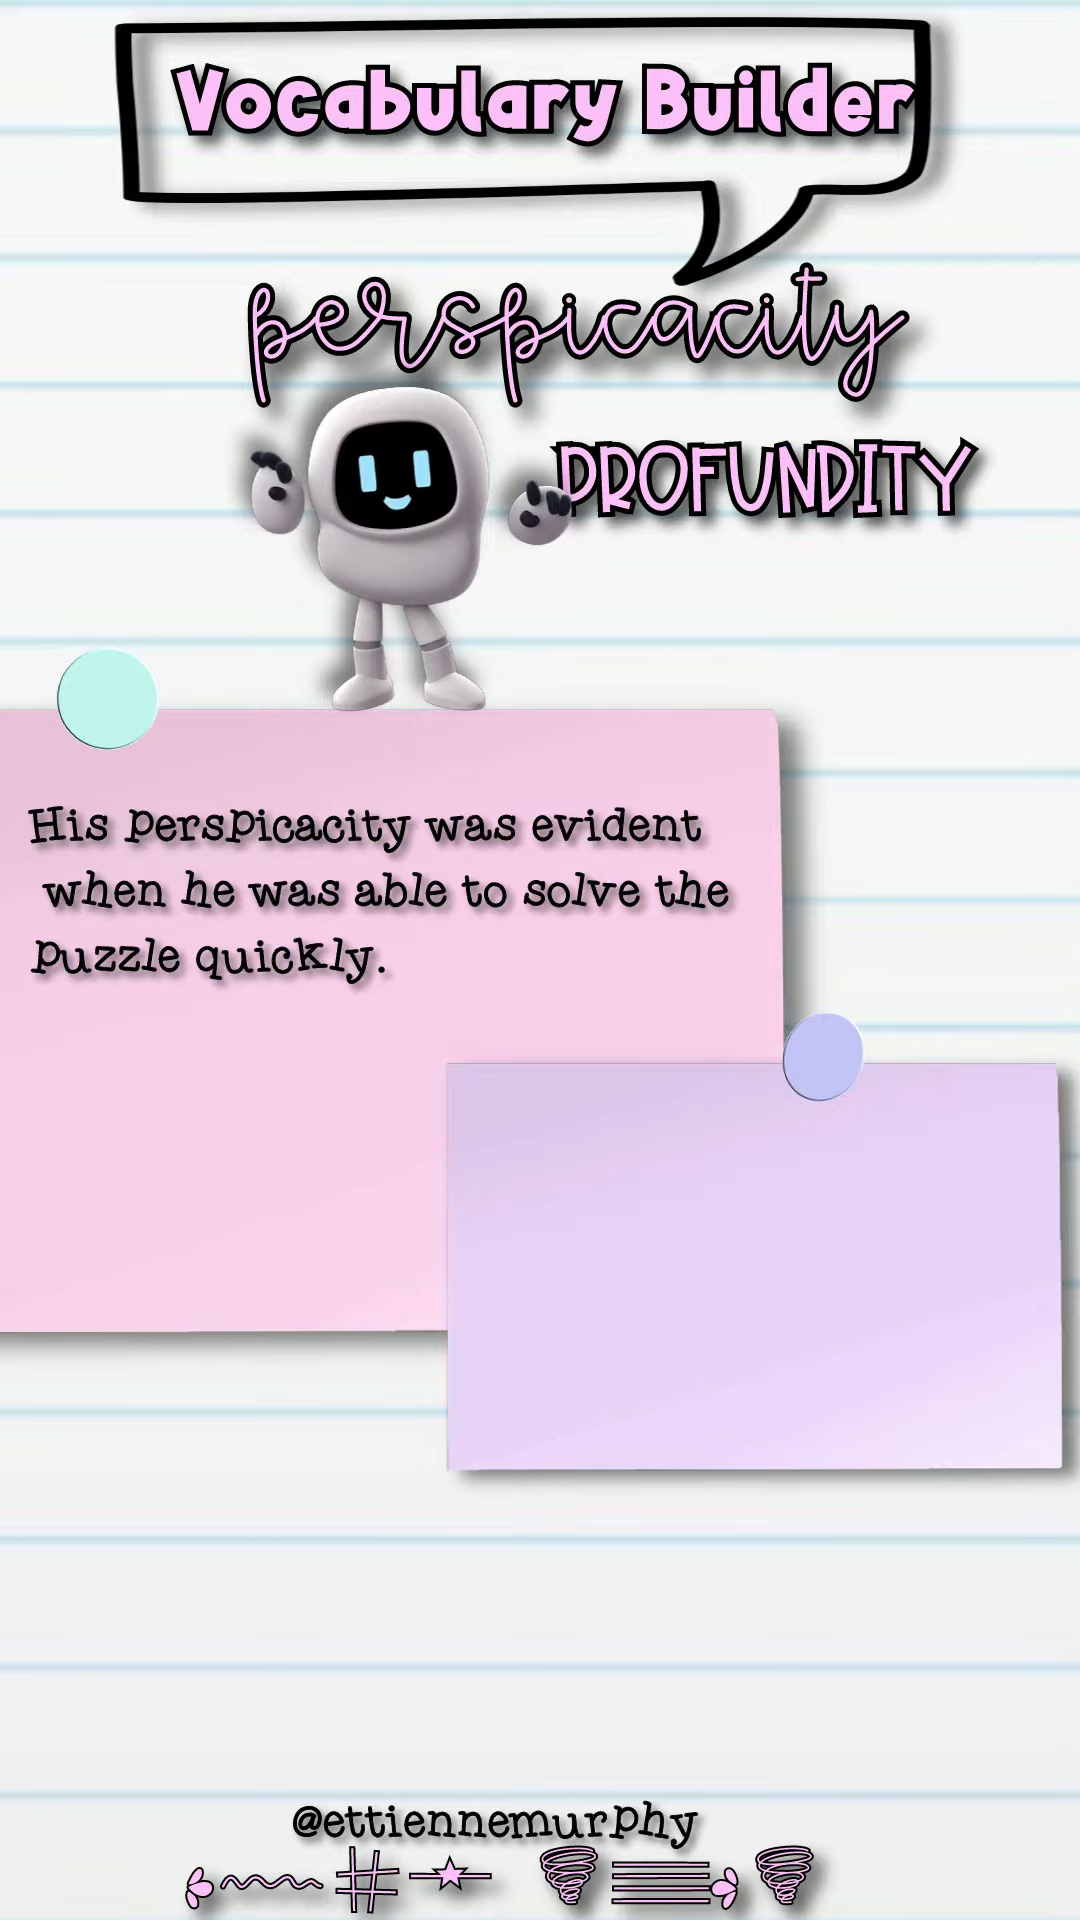 Vocabulary Builder
perspicacity
PROFUNDITY
His perspicacity was evident
when he was able to solve the
puzzle quickly.
@ettiennemurphy